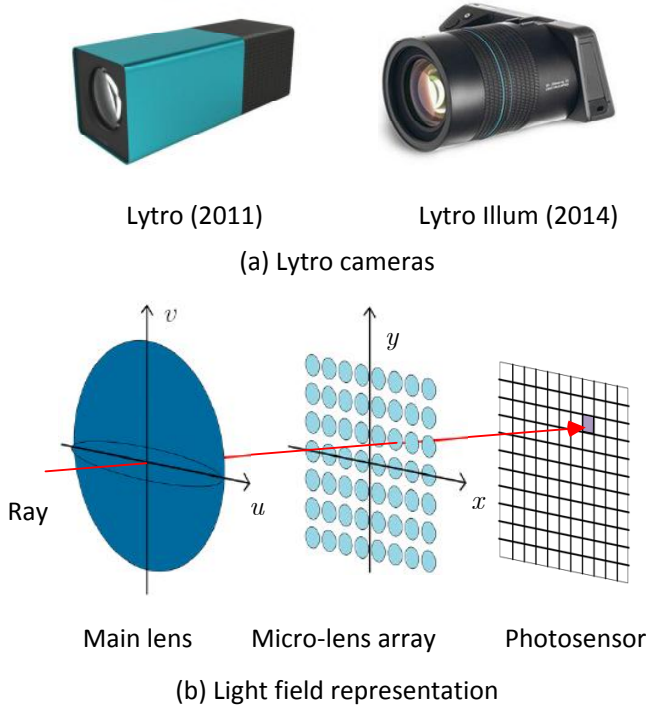 Lytro (2011)
Lytro Illum (2014)
(a) Lytro cameras
v
y
Ray
u
x
Main lens
Micro-lens array
Photosensor
(b) Light field representation